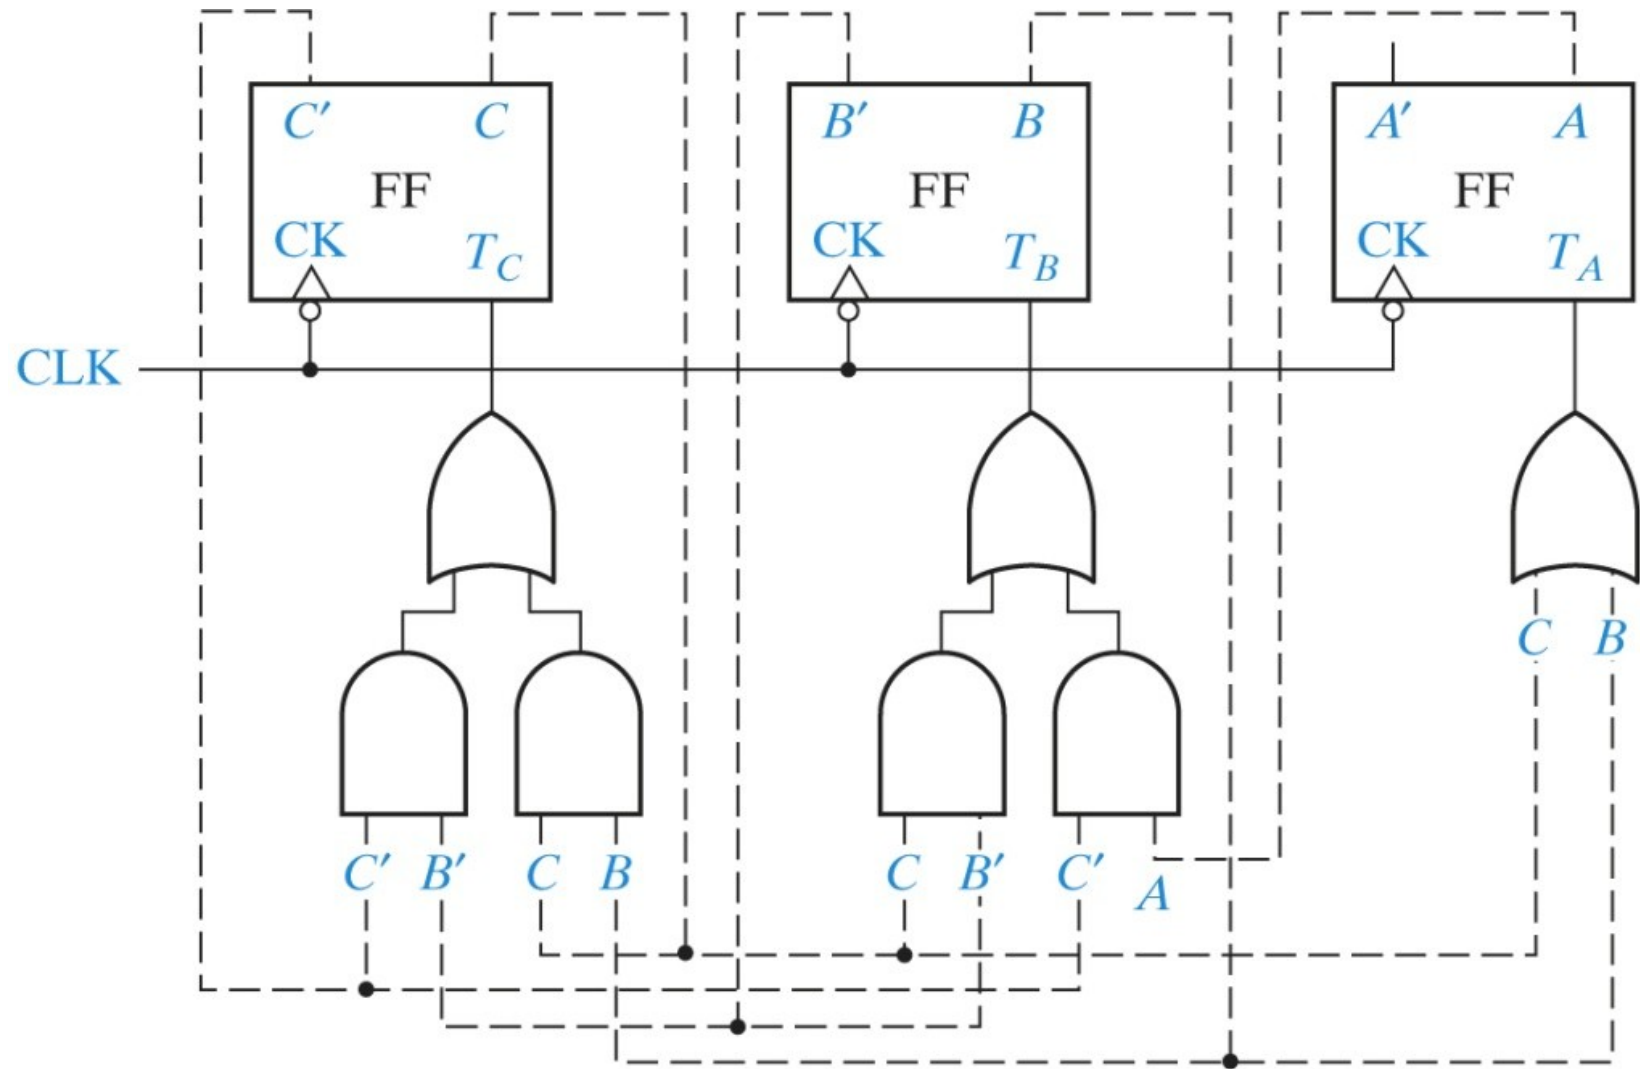 C′ C B′ B A′ A
FF FF FF
CK T_C CK T_B CK T_A
CLK
C B
C′ B′ C B C B′ C′ A